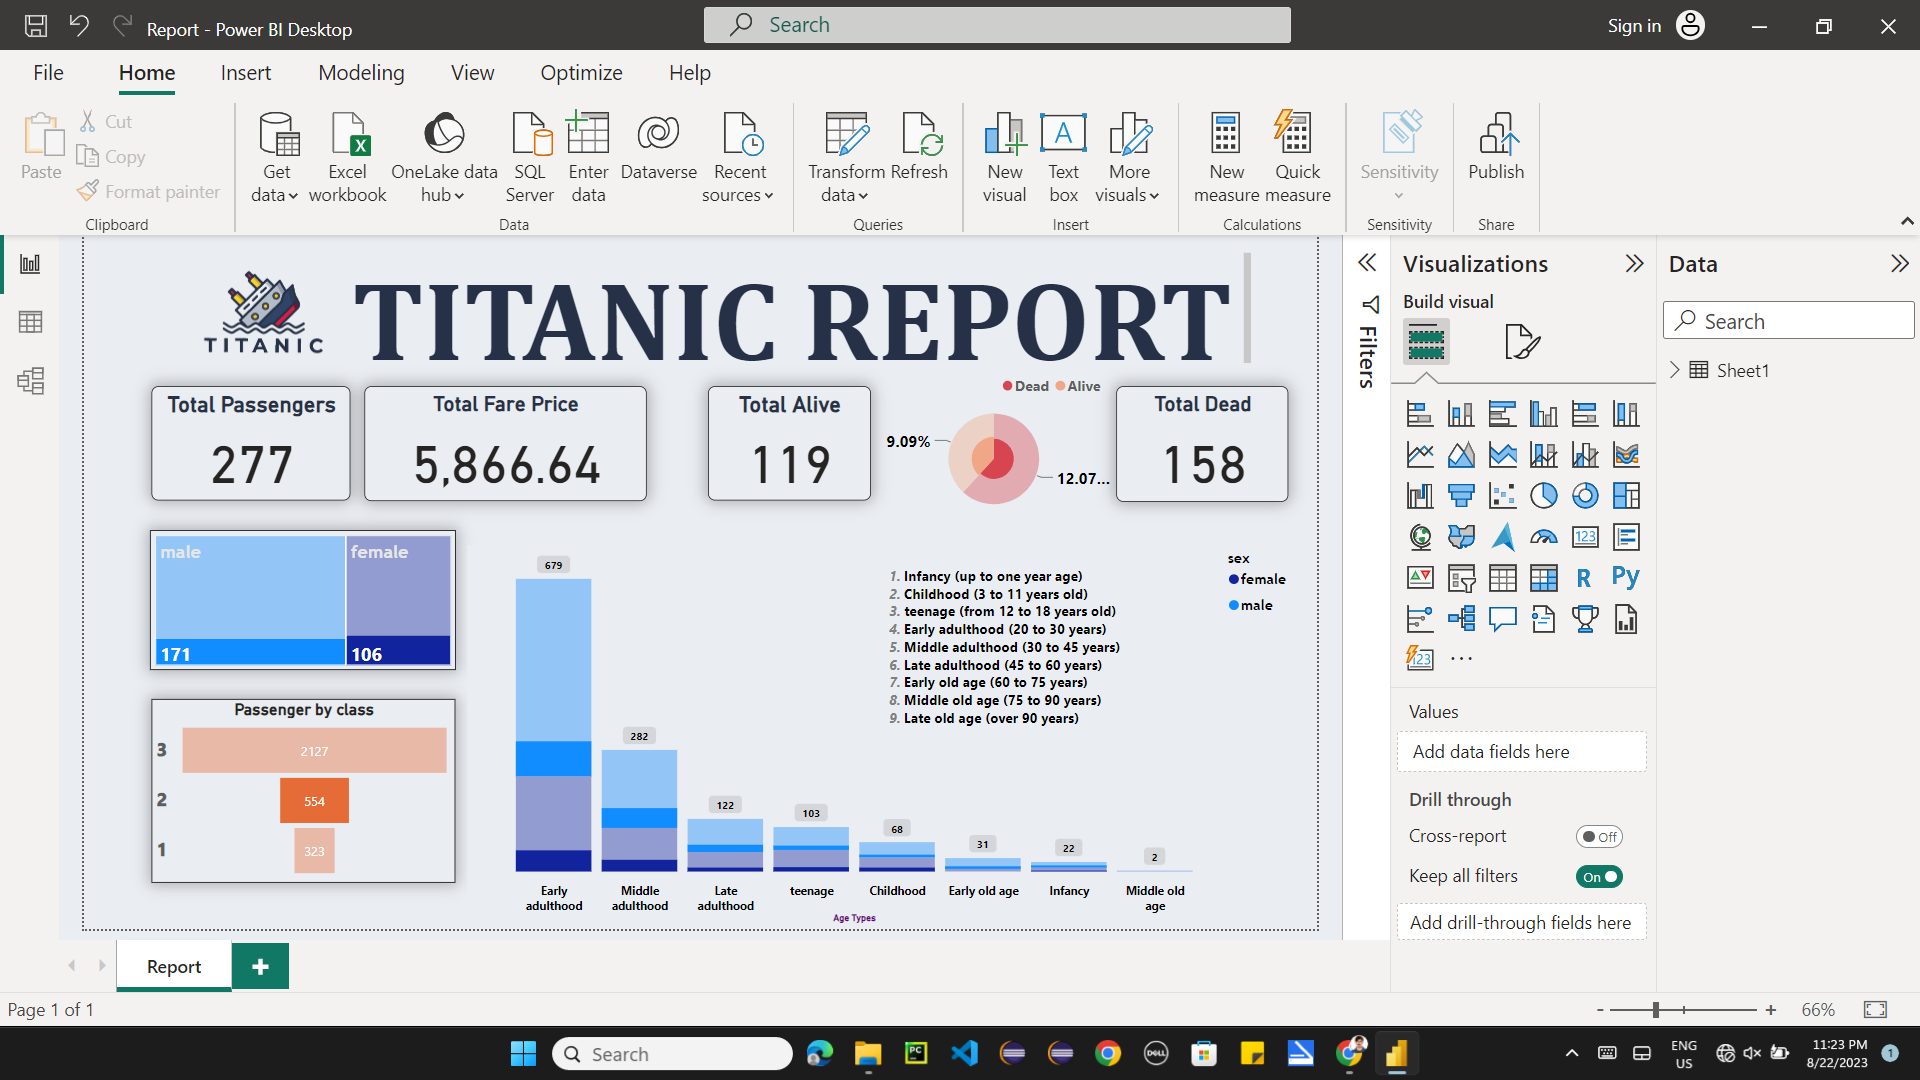 Report - Power BI Desktop
Search
Sign in
File
Home
Insert
Modeling
View
Optimize
Help
Paste
Cut
Copy
Format painter
Clipboard
Get data
Excel workbook
OneLake data hub
SQL Server
Enter data
Dataverse
Recent sources
Data
Transform data
Refresh
Queries
New visual
Text box
More visuals
Insert
New measure
Quick measure
Calculations
Sensitivity
Sensitivity
Publish
Share
TITANIC
TITANIC REPORT
Total Passengers
277
Total Fare Price
5,866.64
Total Alive
119
Dead
Alive
9.09%
12.07...
Total Dead
158
male
female
171
106
Passenger by class
3
2127
2
554
1
323
679
282
122
103
68
31
22
2
1. Infancy (up to one year age)
2. Childhood (3 to 11 years old)
3. teenage (from 12 to 18 years old)
4. Early adulthood (20 to 30 years)
5. Middle adulthood (30 to 45 years)
6. Late adulthood (45 to 60 years)
7. Early old age (60 to 75 years)
8. Middle old age (75 to 90 years)
9. Late old age (over 90 years)
sex
female
male
Early adulthood
Middle adulthood
Late adulthood
teenage
Childhood
Early old age
Infancy
Middle old age
Age Types
Filters
Visualizations
Build visual
123
R
Py
123
...
Values
Add data fields here
Drill through
Cross-report
Off
Keep all filters
On
Add drill-through fields here
Data
Search
Sheet1
Report
Page 1 of 1
-
+
66%
Search
PC
DELL
ENG
US
11:23 PM
8/22/2023
1